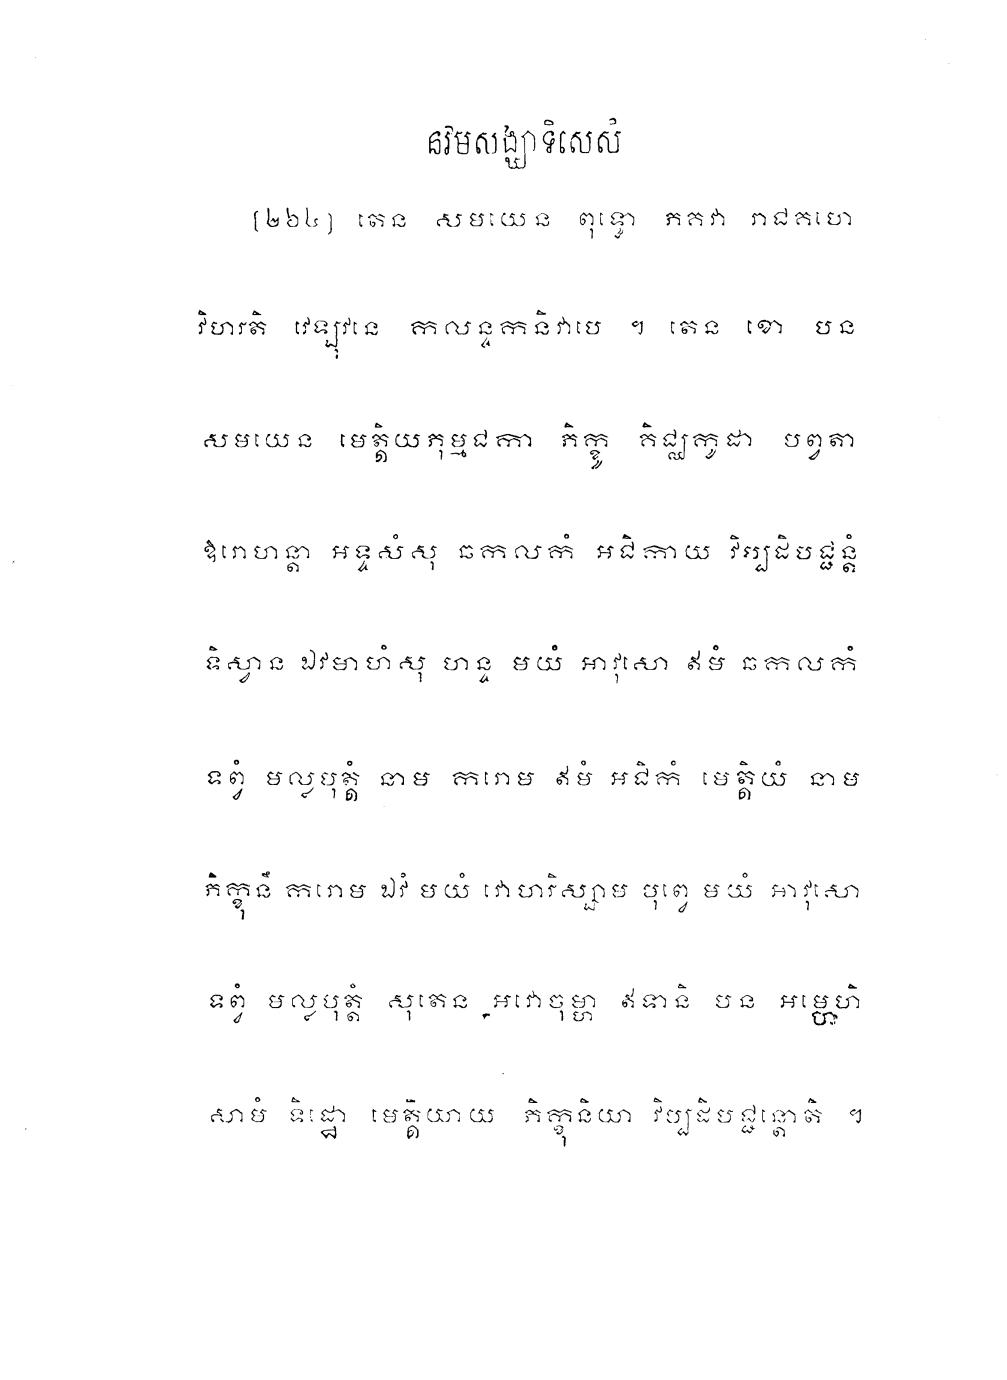 នវមសង្ឃាទិសេសំ
[២៦៤] តេន សមយេន ពុទ្ធោ ភគវា រាជគហេ
វិហរតិ វេឡុវនេ កលន្ទកនិវាបេ ។ តេន ខោ បន
សមយេន មេត្តិយភុម្មជកា ភិក្ខូ គិជ្ឈកូដា បព្វតា
ឱរោហន្តា អទ្ទសំសុ ឆកលកំ អជិកាយ វិប្បដិបជ្ជន្តំ
ទិស្វាន ឯវមាហំសុ ហន្ទ មយំ អាវុសោ ឥមំ ឆកលកំ
ទព្វំ មល្លបុត្តំ នាម ករោម ឥមំ អជិកំ មេត្តិយំ នាម
ភិក្ខុនឹ ករោម ឯវំ មយំ វោហរិស្សាម បុព្វេ មយំ អាវុសោ
ទព្វំ មល្លបុត្តំ សុតេន អវោចុម្ហា ឥទានិ បន អម្ហេហិ
សាមំ ទិដ្ឋោ មេត្តិយាយ ភិក្ខុនិយា វិប្បដិបជ្ជន្តោតិ ។